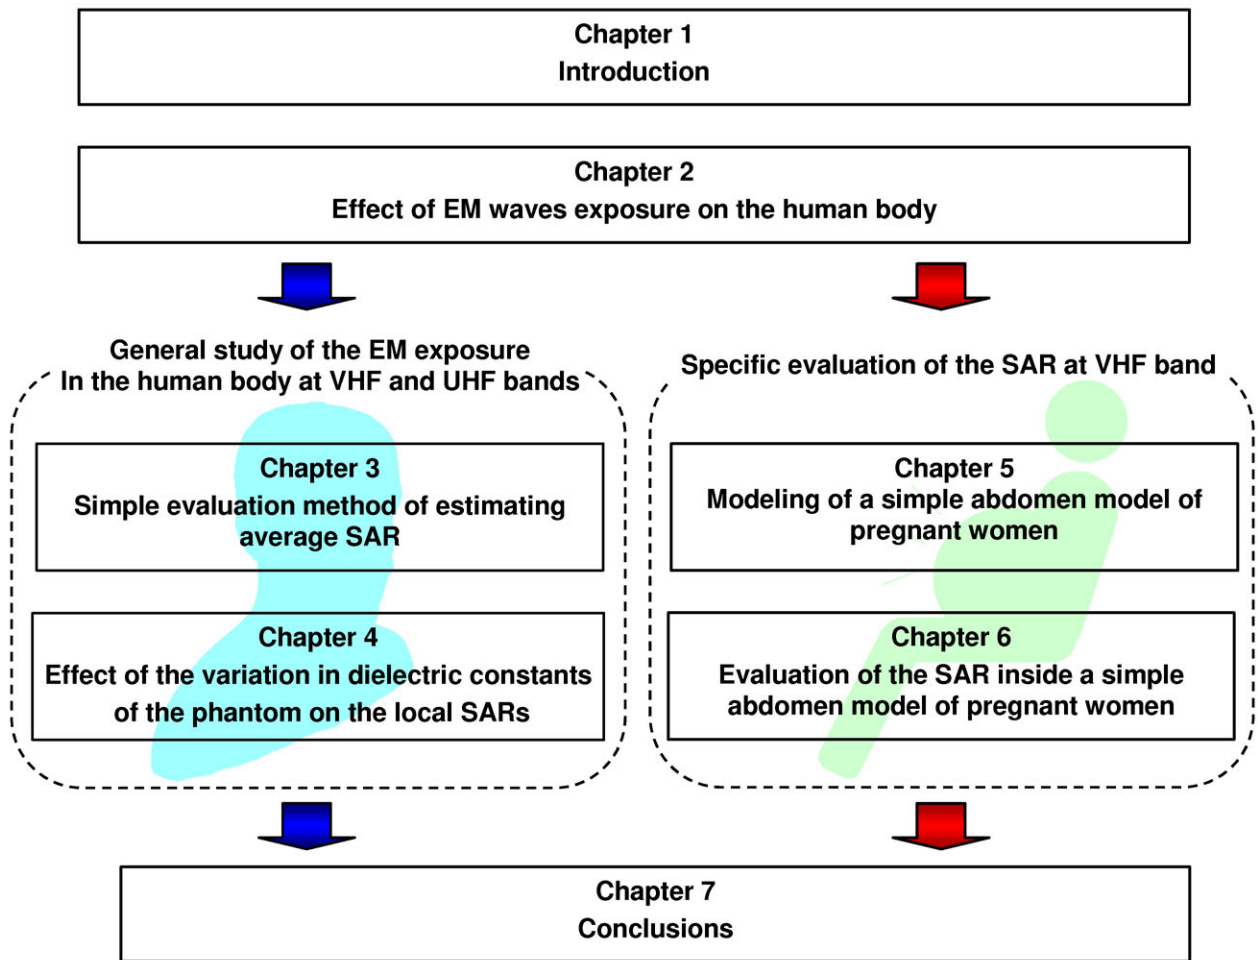 Chapter 1
Introduction
Chapter 2
Effect of EM waves exposure on the human body
General study of the EM exposure
In the human body at VHF and UHF bands
Chapter 3
Simple evaluation method of estimating
average SAR
Chapter 4
Effect of the variation in dielectric constants
of the phantom on the local SARs
Specific evaluation of the SAR at VHF band
Chapter 5
Modeling of a simple abdomen model of
pregnant women
Chapter 6
Evaluation of the SAR inside a simple
abdomen model of pregnant women
Chapter 7
Conclusions